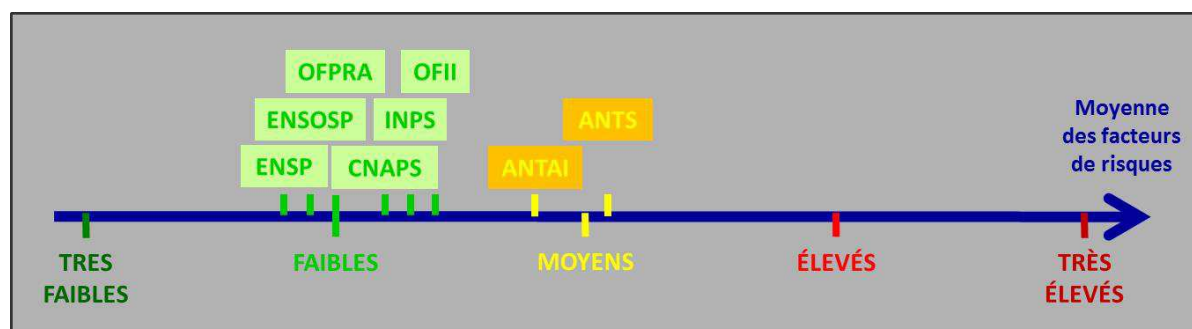 OFPRA OFII
ENSOSP INPS ANTS
ENSP CNAPS ANTAI
Moyenne
des facteurs
de risques
TRES
FAIBLES
FAIBLES
MOYENS
ÉLEVÉS
TRÈS
ÉLEVÉS